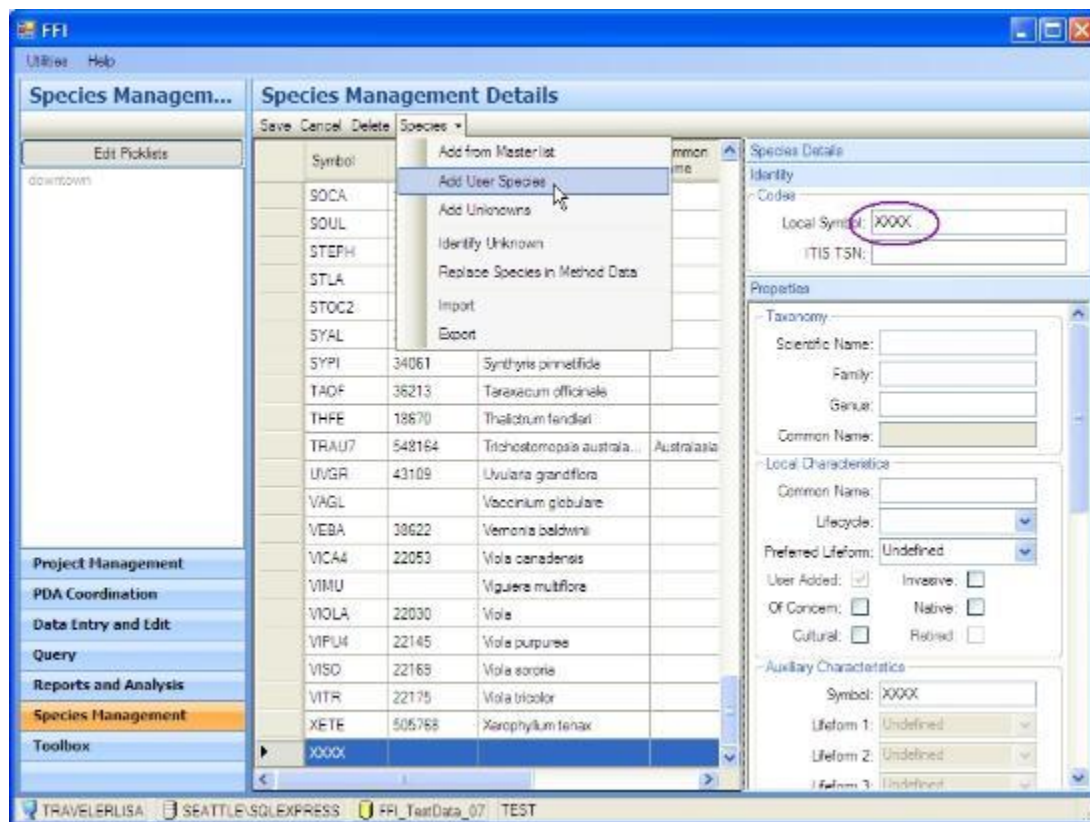 FFI
Utilities Help
Species Managem...
Species Management Details
Save Cancel Delete Species
Edit Picklists
downtown
Symbol
Add from Masterlist
Add User Species
Add Unknowns
Identify Unknown
Replace Species in Method Data
Import
Export
SOCA
SOUL
STEPH
STLA
STOC2
SYAL
SYPI 34061 Synthyris pinnatifida
TAOF 36213 Taraxacum officinale
THFE 18670 Thalictrum fendleri
TRAU7 548164 Trichostomopsis australa... Australasia
UVGR 43109 Uvularia grandiflora
VAGL Vaccinium globulare
VEBA 38622 Vernonia baldwinii
VICA4 22053 Viola canadensis
VIMU Viguiera multiflora
VIOLA 22030 Viola
VIPU4 22145 Viola purpurea
VISO 22169 Viola sororia
VITR 22175 Viola tricolor
XETE 505768 Xerophyllum tenax
XXXX
Species Details
Identity
Codes
Local Symbol: XXXX
ITIS TSN:
Properties
Taxonomy
Scientific Name:
Family:
Genus:
Common Name:
Local Characteristics
Common Name:
Lifecycle:
Preferred Lifeform: Undefined
User Added: Invasive:
Of Concern: Native:
Cultural: Retired:
Auxiliary Characteristics
Symbol: XXXX
Lifeform 1: Undefined
Lifeform 2: Undefined
Lifeform 3: Undefined
Project Management
PDA Coordination
Data Entry and Edit
Query
Reports and Analysis
Species Management
Toolbox
TRAVELERLISA SEATTLE\SQLEXPRESS FFI_TestData_07 TEST